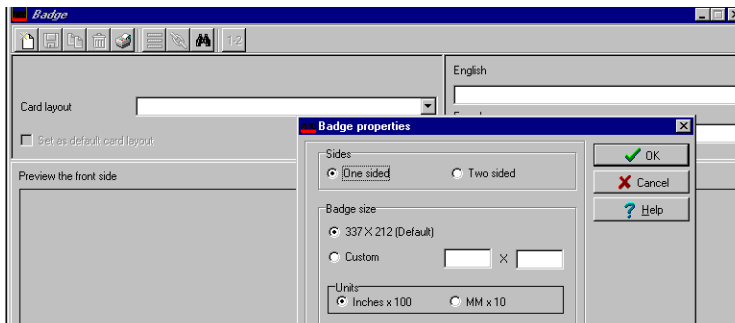 Badge
1-2
English
Card layout
Set as default card layout
Badge properties
Sides
One sided
Two sided
OK
Cancel
Help
Preview the front side
Badge size
337 X 212 (Default)
Custom
X
Units
Inches x 100
MM x 10